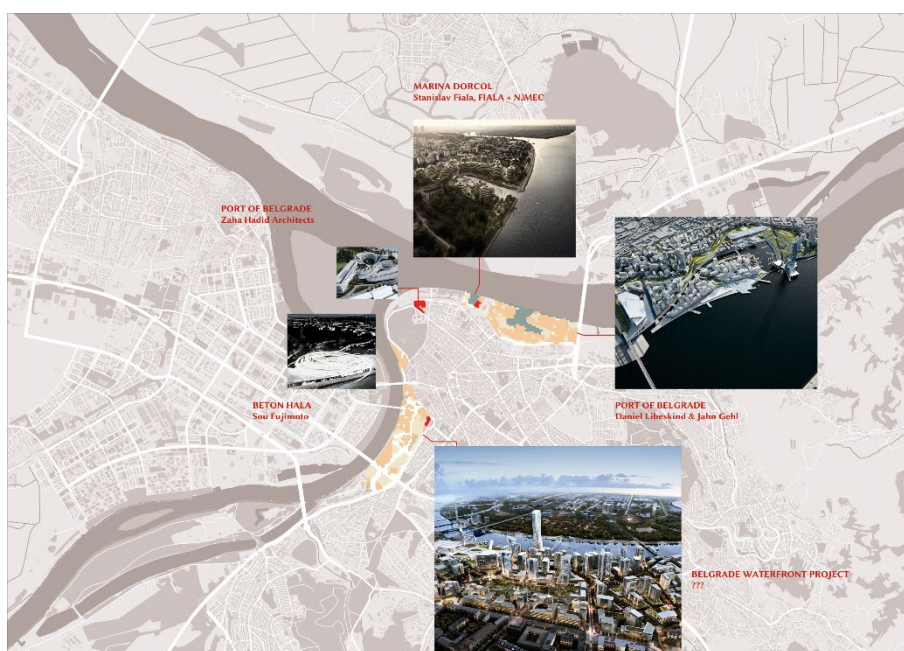 MARINA DORCOL
Stanislav Fiala, FIALA + NJMEC
PORT OF BELGRADE
Zaha Hadid Architects
BETON HALA
Sou Fujimoto
PORT OF BELGRADE
Daniel Libeskind & Jahn Gehl
BELGRADE WATERFRONT PROJECT
???